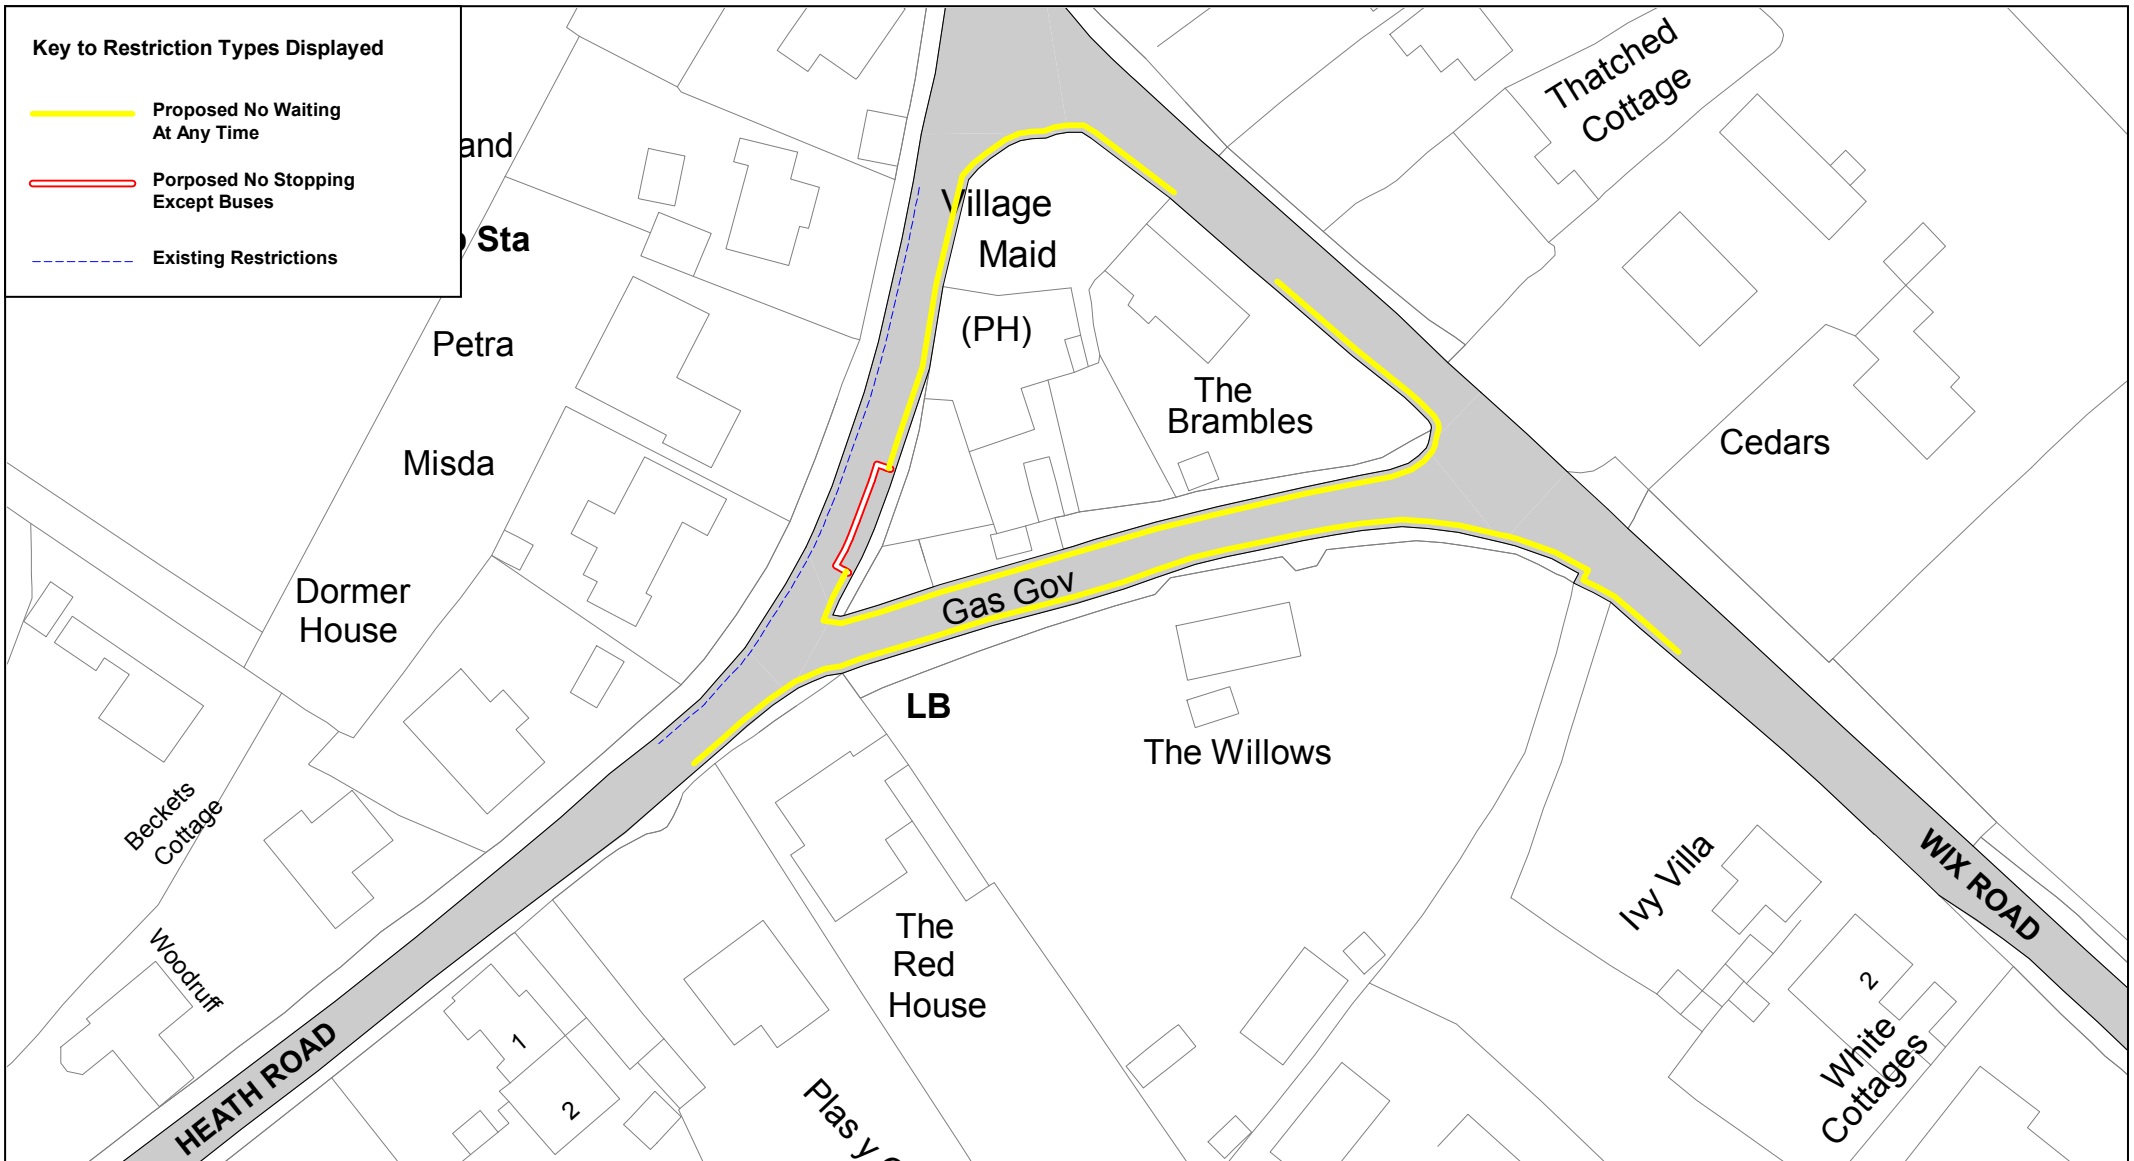 Key to Restriction Types Displayed
Proposed No Waiting
At Any Time
Porposed No Stopping
Except Buses
Existing Restrictions
and
Sta
Petra
Misda
Dormer
House
Beckets
Cottage
Woodruff
HEATH ROAD
1
2
Village
Maid
(PH)
The
Brambles
Gas Gov
LB
The Willows
The
Red
House
Plas y
Thatched
Cottage
Cedars
Ivy Villa
WIX ROAD
2
White
Cottages